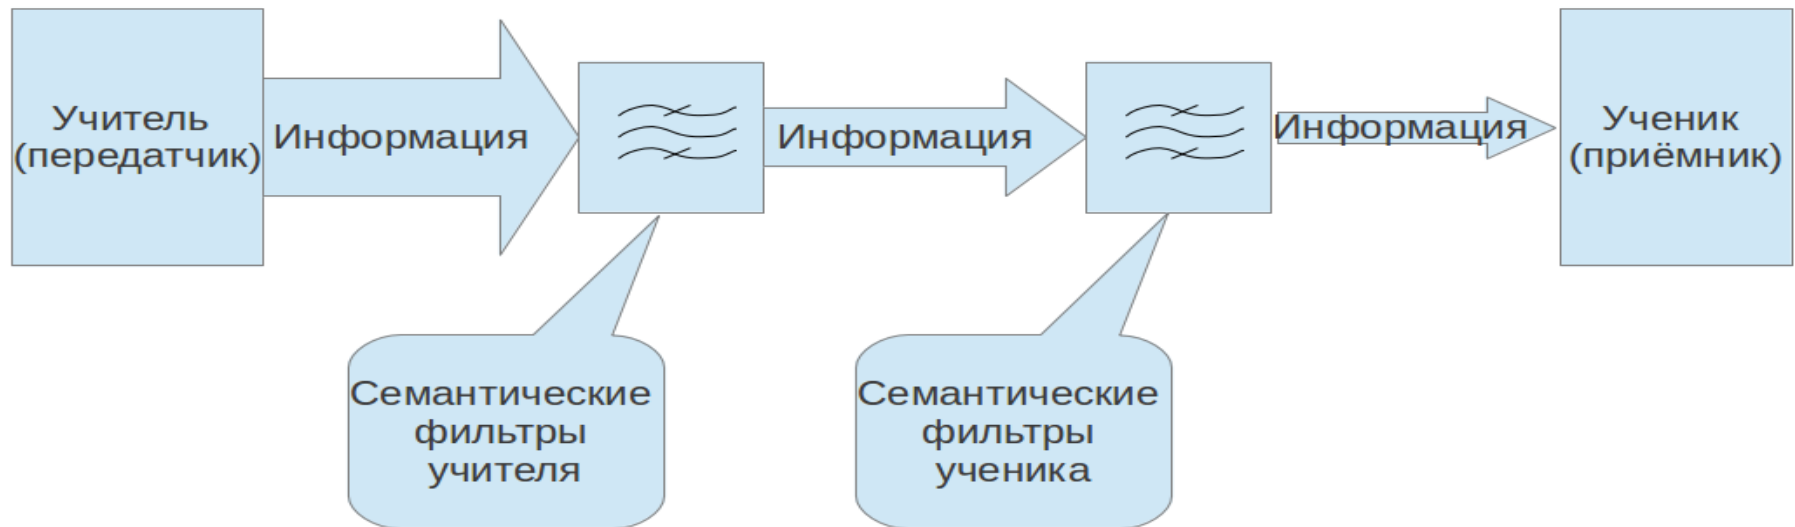 Учитель
(передатчик)
Информация
Информация
Информация
Ученик
(приёмник)
Семантические
фильтры
учителя
Семантические
фильтры
ученика